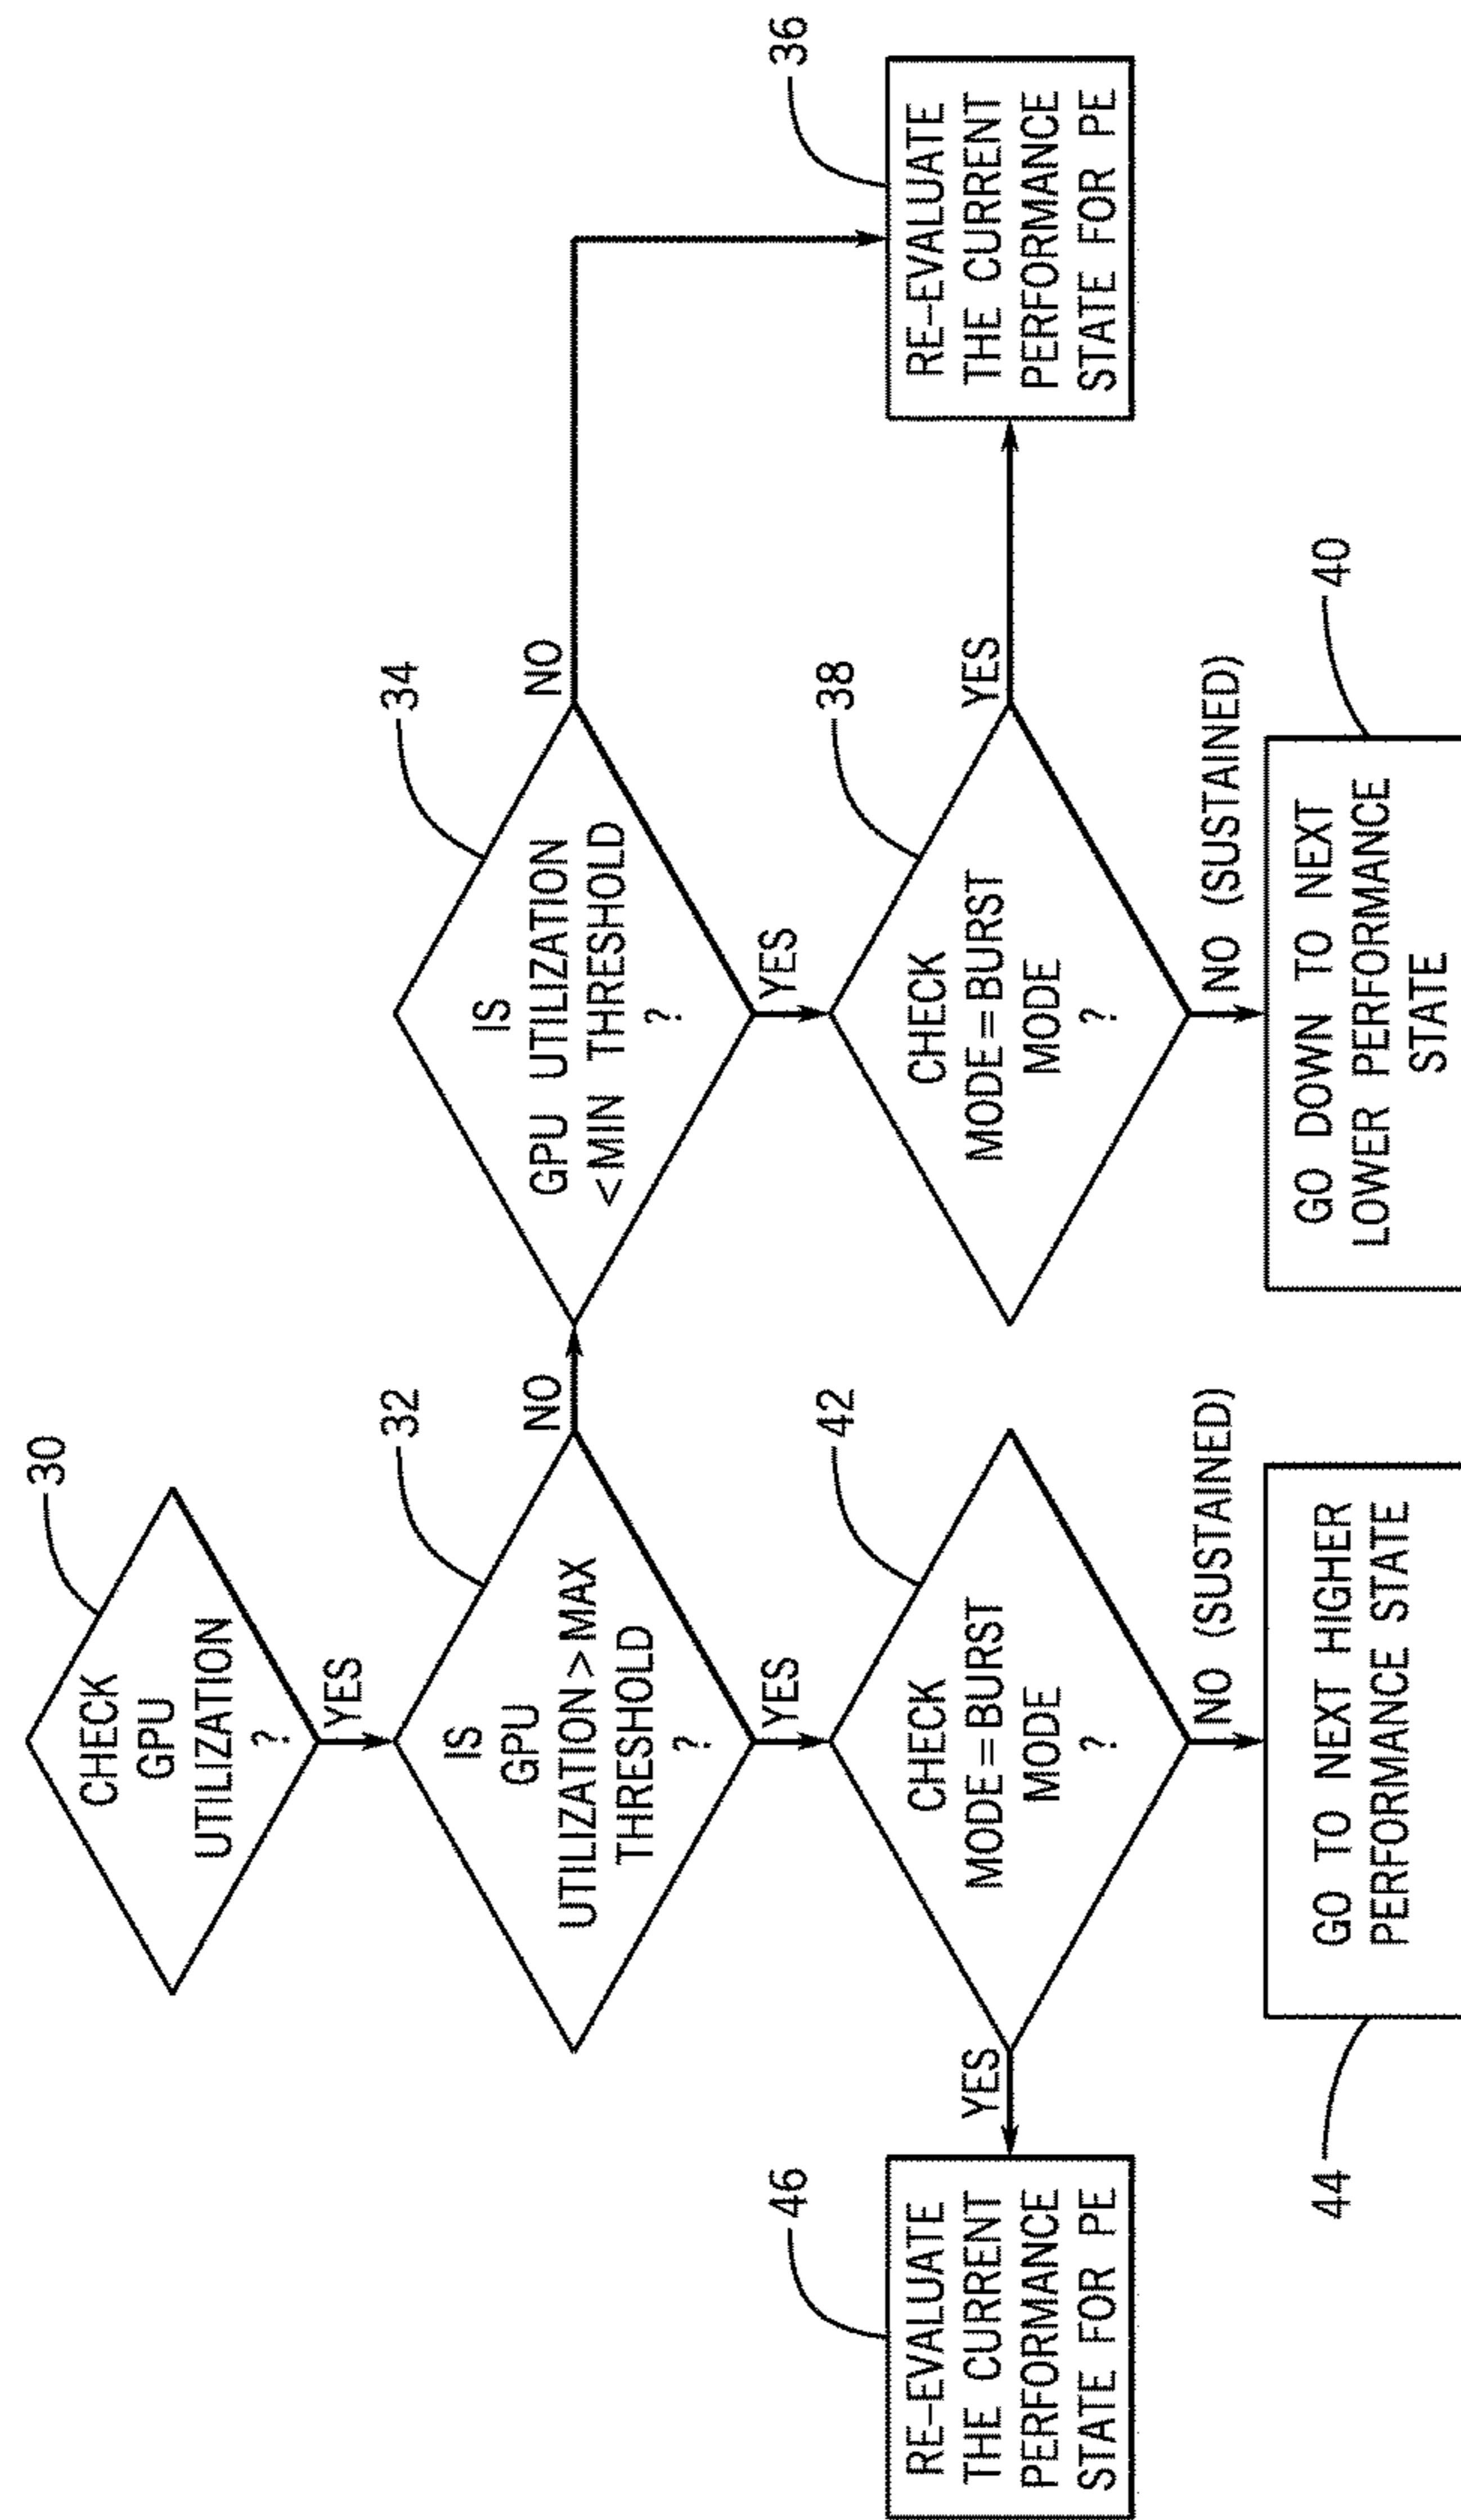 30
CHECK
GPU
UTILIZATION
?
YES
32
IS
GPU
UTILIZATION > MAX
THRESHOLD
?
NO
YES
34
IS
GPU UTILIZATION
< MIN THRESHOLD
?
NO
YES
42
CHECK
MODE = BURST
MODE
?
YES
NO (SUSTAINED)
38
CHECK
MODE = BURST
MODE
?
YES
NO (SUSTAINED)
36
RE-EVALUATE
THE CURRENT
PERFORMANCE
STATE FOR PE
46
RE-EVALUATE
THE CURRENT
PERFORMANCE
STATE FOR PE
44
GO TO NEXT HIGHER
PERFORMANCE STATE
40
GO DOWN TO NEXT
LOWER PERFORMANCE
STATE